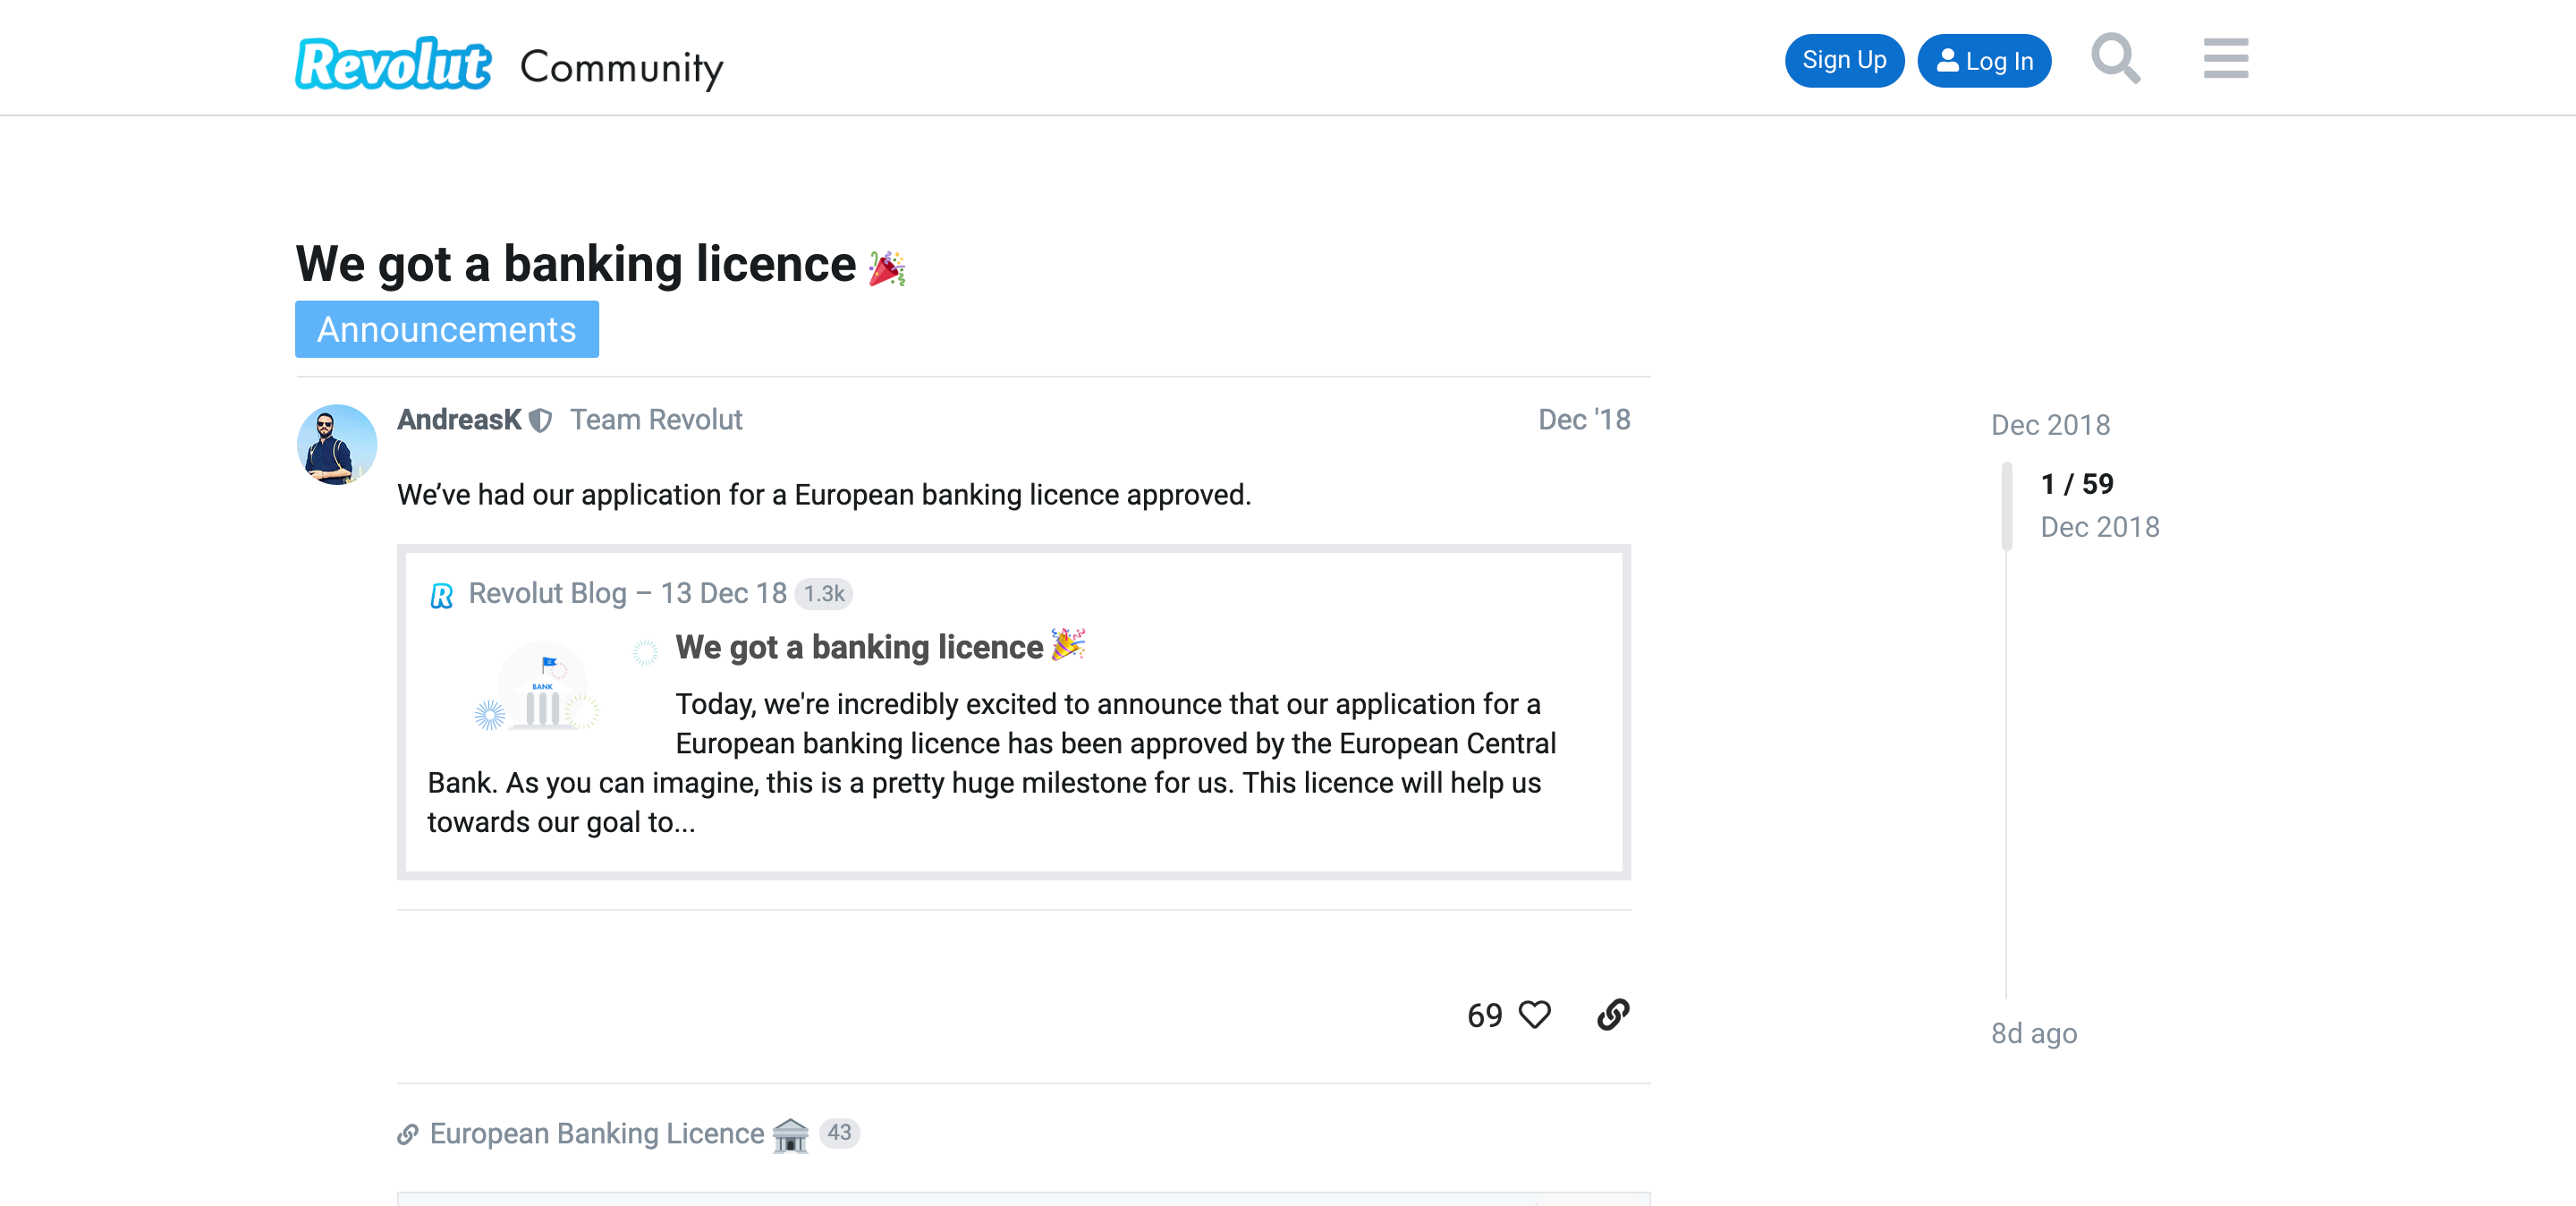 Revolut Community
Sign Up
Log In
We got a banking licence
Announcements
AndreasK Team Revolut Dec '18
We’ve had our application for a European banking licence approved.
R Revolut Blog – 13 Dec 18 1.3k
BANK
We got a banking licence
Today, we're incredibly excited to announce that our application for a
European banking licence has been approved by the European Central
Bank. As you can imagine, this is a pretty huge milestone for us. This licence will help us
towards our goal to...
69
European Banking Licence 43
Dec 2018
1 / 59
Dec 2018
8d ago